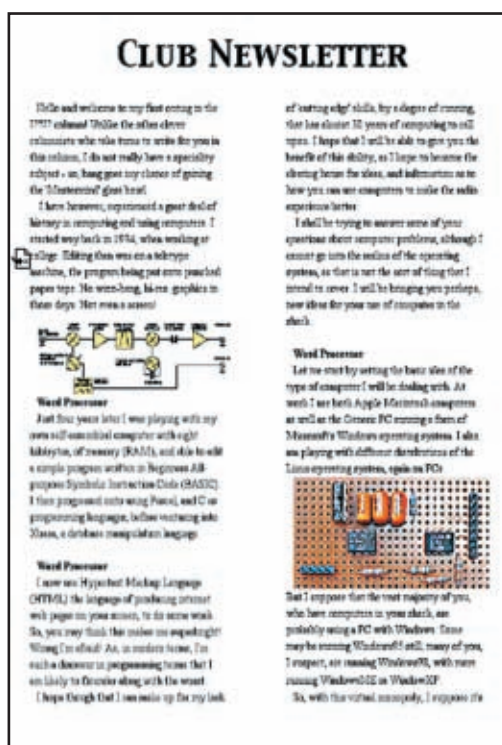 CLUB NEWSLETTER
Hello and welcome to my first outing in the
column! Unlike the other clever
columnists who take turns to write for you in
this column, I do not really have a speciality
subject - so, bang goes my chance of gaining
the 'Mastermind' glass bowl.
I have however, experienced a great deal of
history in computing and using computers. I
started way back in 1974, when working at
college. Editing then was on a teletype
machine, the program being put onto punched
paper tape. No wire-hung, hi-res graphics in
those days. Not even a screen!
Word Processor
Just four years later I was playing with my
own self-assembled computer with eight
kilobytes, of memory (RAM), and able to edit
a simple program written in Beginners All-
purpose Symbolic Instruction Code (BASIC).
I then progressed onto using Pascal, and C as
programming languages, before venturing into
a database manipulation language.
Word Processor
I now use Hypertext Markup Language
(HTML) the language of producing internet
web pages on your screen, to do some work.
So, you may think this makes me superbright!
Wrong I'm afraid! As, in modern terms, I'm
such a dinosaur in programming terms that I
am likely to flounder along with the worst.
I hope though that I can make up for my lack
of 'cutting edge' skills, by a degree of cunning,
that has almost 30 years of computing to call
upon. I hope that I will be able to give you the
benefit of this ability, as I hope to become the
clearing house for ideas, and information as to
how you can use computers to make the radio
experience better.
I shall be trying to answer some of your
questions about computer problems, although I
cannot go into the realms of the operating
system, as that is not the sort of thing that I
intend to cover. I will be bringing you perhaps,
new ideas for your use of computer in the
shack.
Word Processor
Let me start by setting the basic idea of the
type of computer I will be dealing with. At
work I use both Apple Macintosh computers
as well as the Generic PC running a form of
Microsoft's Windows operating system. I also
am playing with different distributions of the
Linux operating system, again on PCs
But I suppose that the vast majority of you,
who have computers in your shack, are
probably using a PC with Windows. Some
may be running Windows95 still, many of you,
I suspect, are running Windows98, with some
running WindowsME or WindowsXP.
So, with this virtual monopoly, I suppose it's